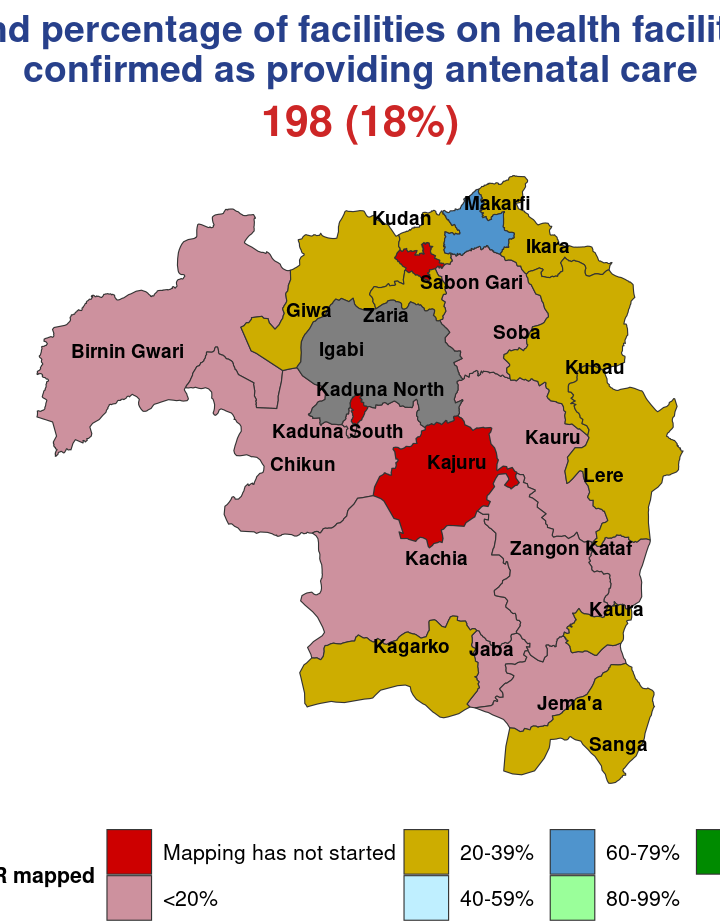 percentage of facilities on health
confirmed as providing antenatal care
198 (18%)
Makarfi
Kudan
Ikara
Sabon Gari
Giwa
Zaria
Soba
Birnin Gwari
Igabi
Kubau
Kaduna North
Kaduna South
Kauru
Chikun
Kajuru
Lere
Zangon Kataf
Kachia
Kaura
Kagarko
Jaba
Jema'a
Sanga
Mapping has not started
20-39%
60-79%
R mapped
<20%
40-59%
80-99%